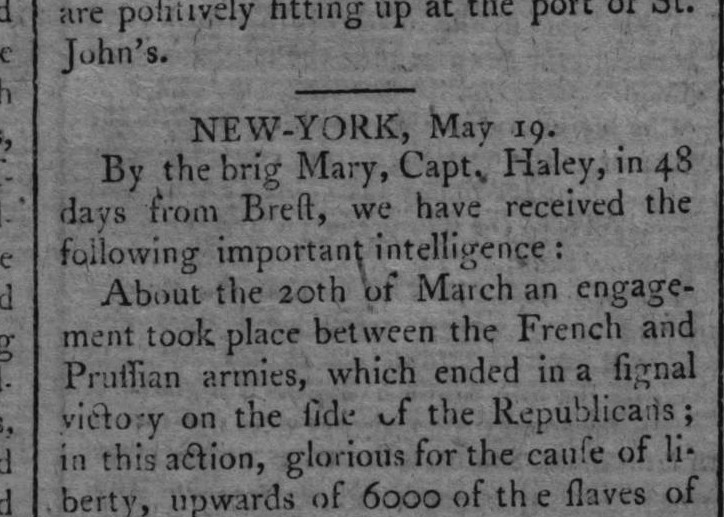 are poſitively fitting up at the port of St.
John's.
NEW-YORK, May 19.
By the brig Mary, Capt. Haley, in 48
days from Breſt, we have received the
following important intelligence :
About the 20th of March an engage-
ment took place between the French and
Pruſſian armies, which ended in a ſignal
victory on the ſide of the Republicans ;
in this action, glorious for the cauſe of li-
berty, upwards of 6000 of the ſlaves of